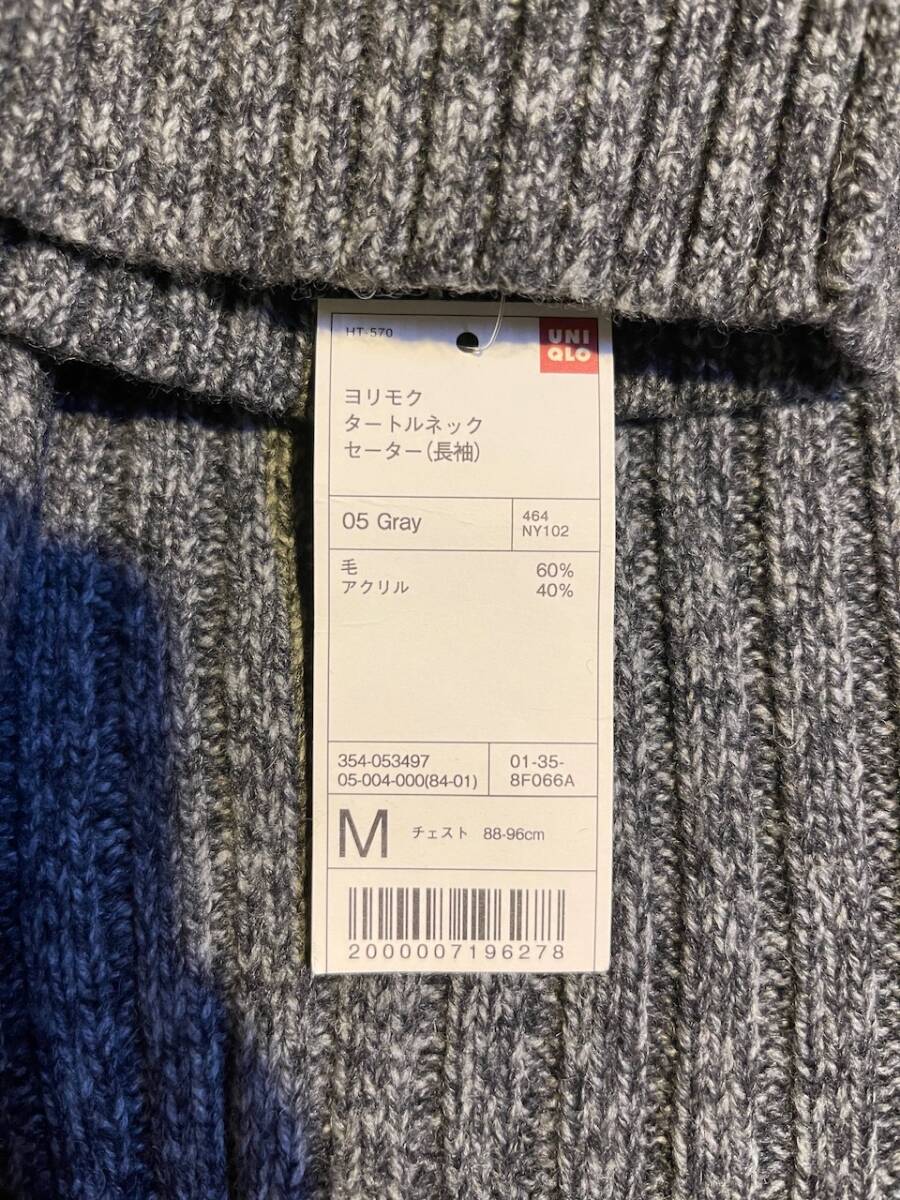 HT-570
UNI
QLO
ヨリモク
タートルネック
セーター(長袖)
05 Gray
464
NY102
毛 60%
アクリル 40%
354-053497
05-004-000(84-01)
01-35-
8F066A
M チェスト 88-96cm
2000007196278